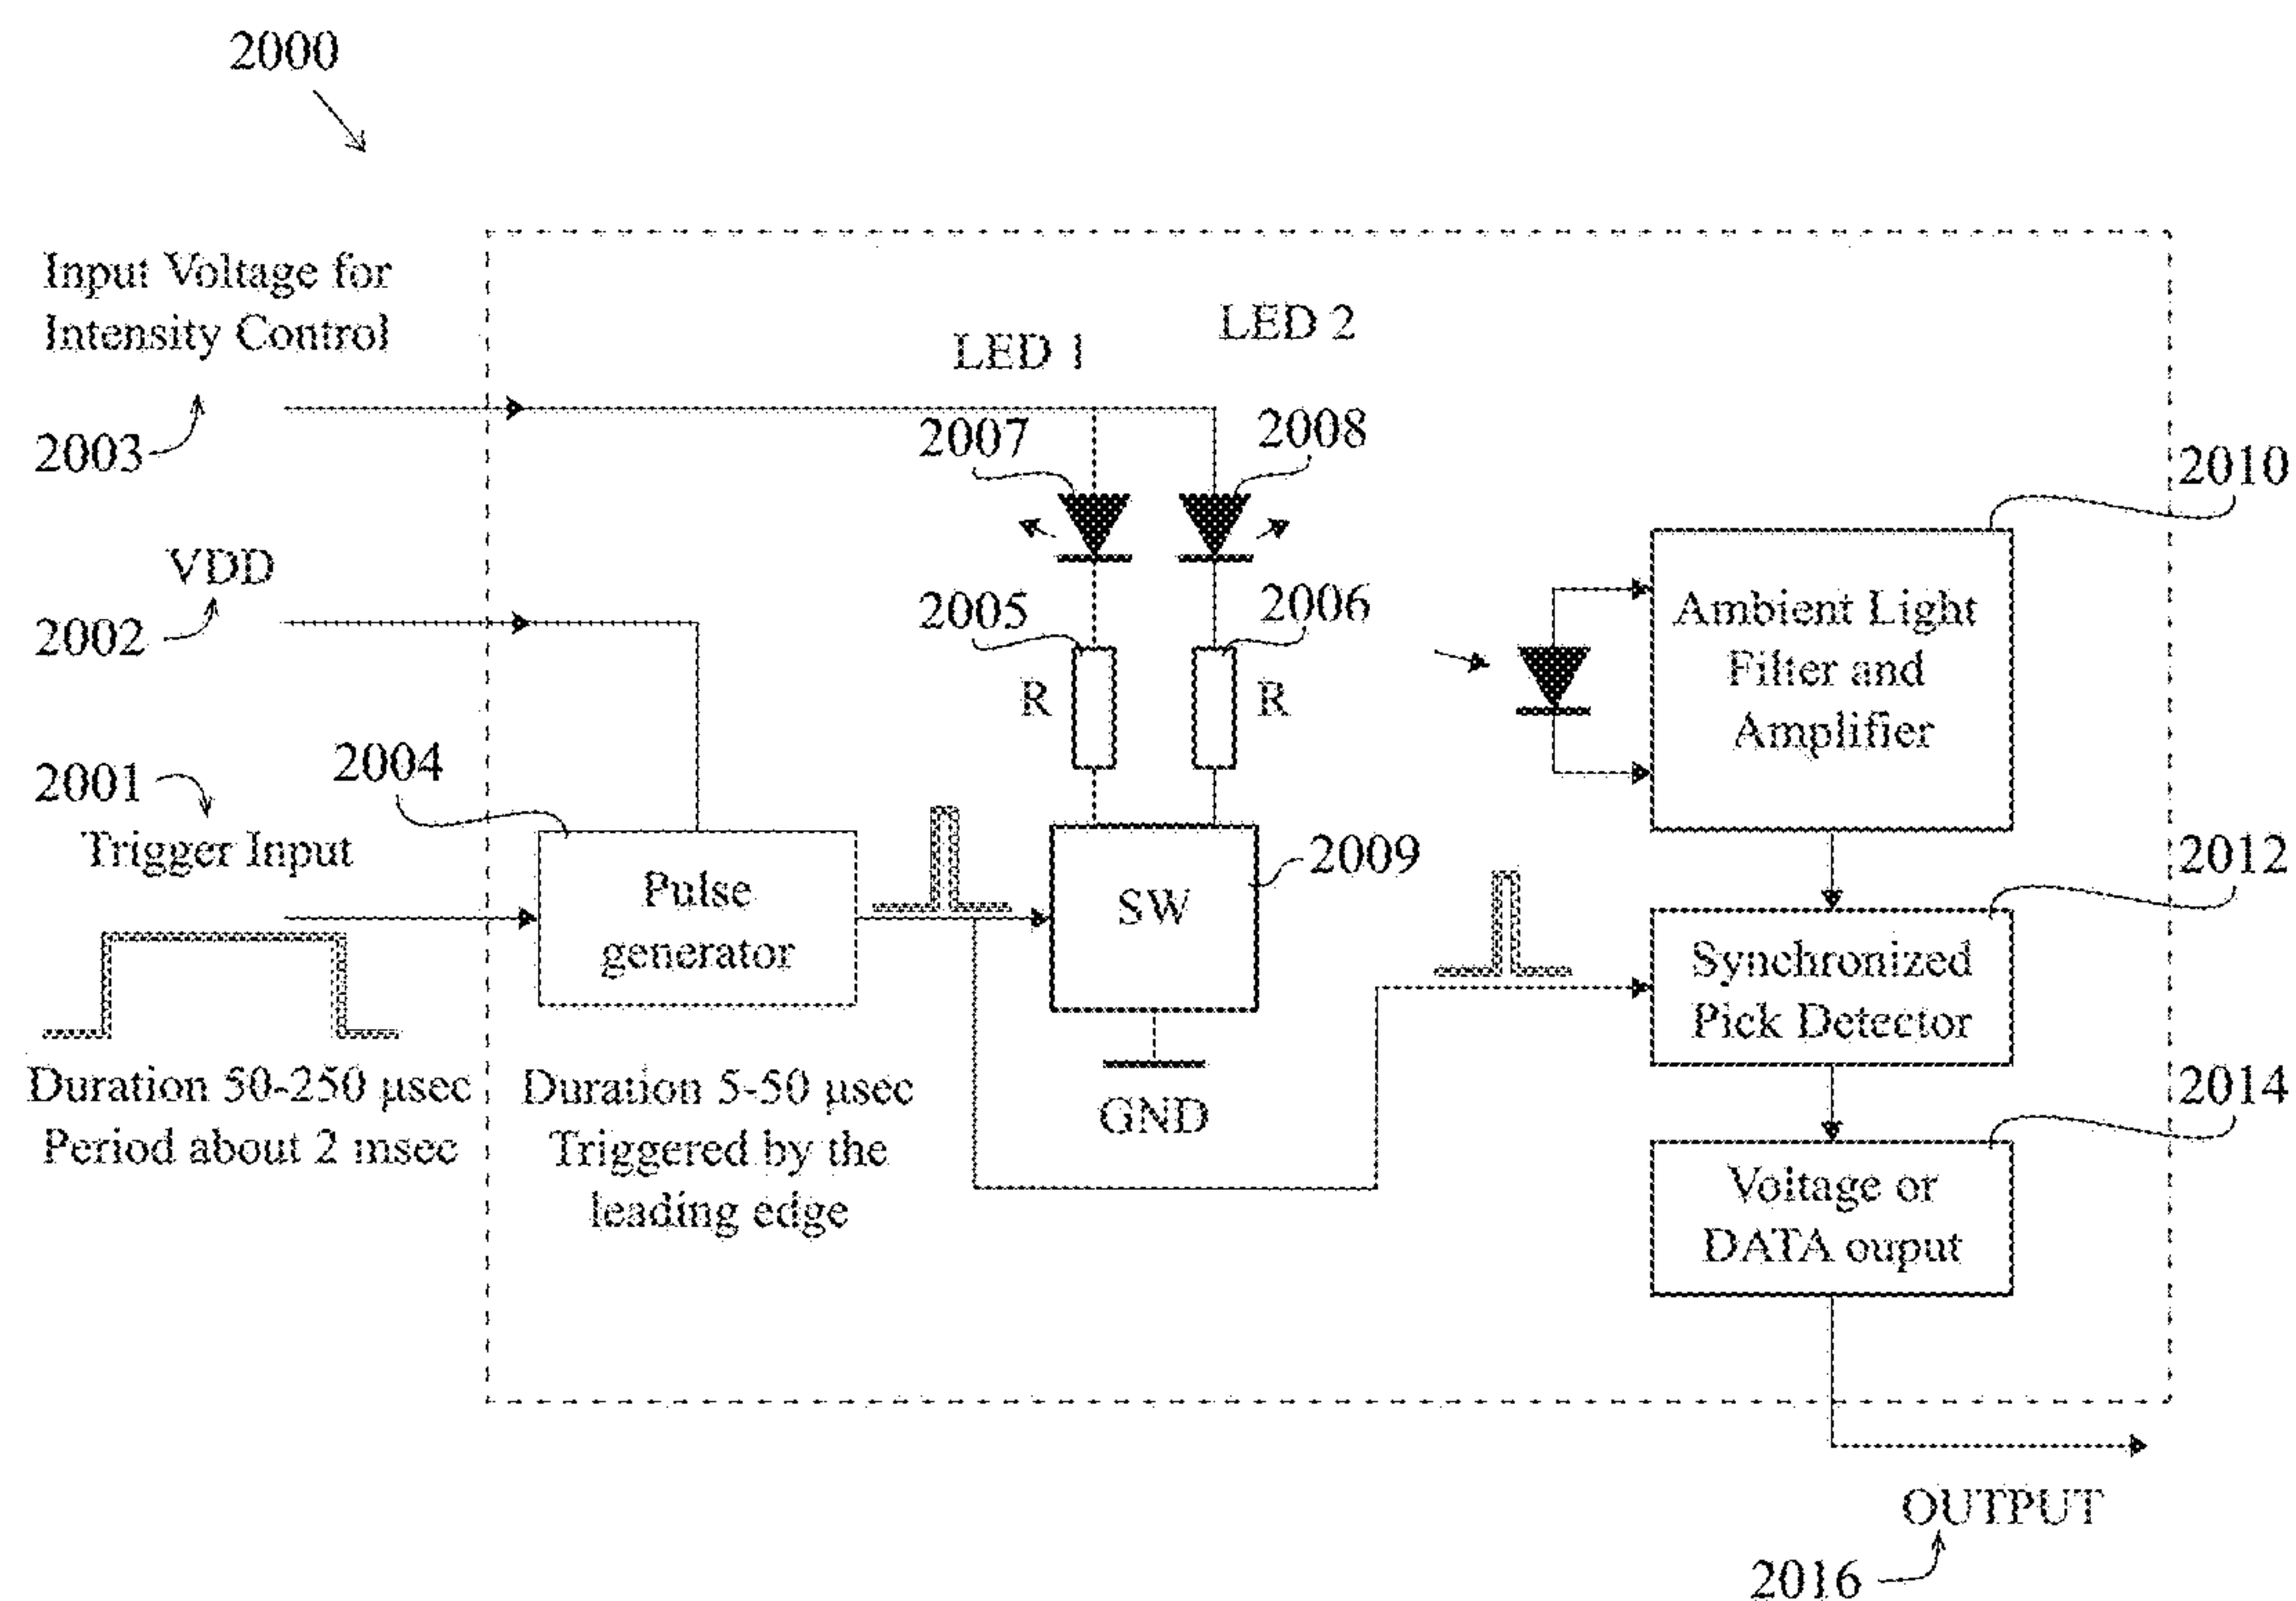 2000
Input Voltage for
Intensity Control
2003
VDD
2002
2001
Trigger Input
Duration 50-250 μsec
Period about 2 msec
2004
Pulse
generator
Duration 5-50 μsec
Triggered by the
leading edge
LED 1
LED 2
2007
2008
2005
2006
R
R
SW
2009
GND
2010
Ambient Light
Filter and
Amplifier
2012
Synchronized
Pick Detector
2014
Voltage or
DATA ouput
OUTPUT
2016